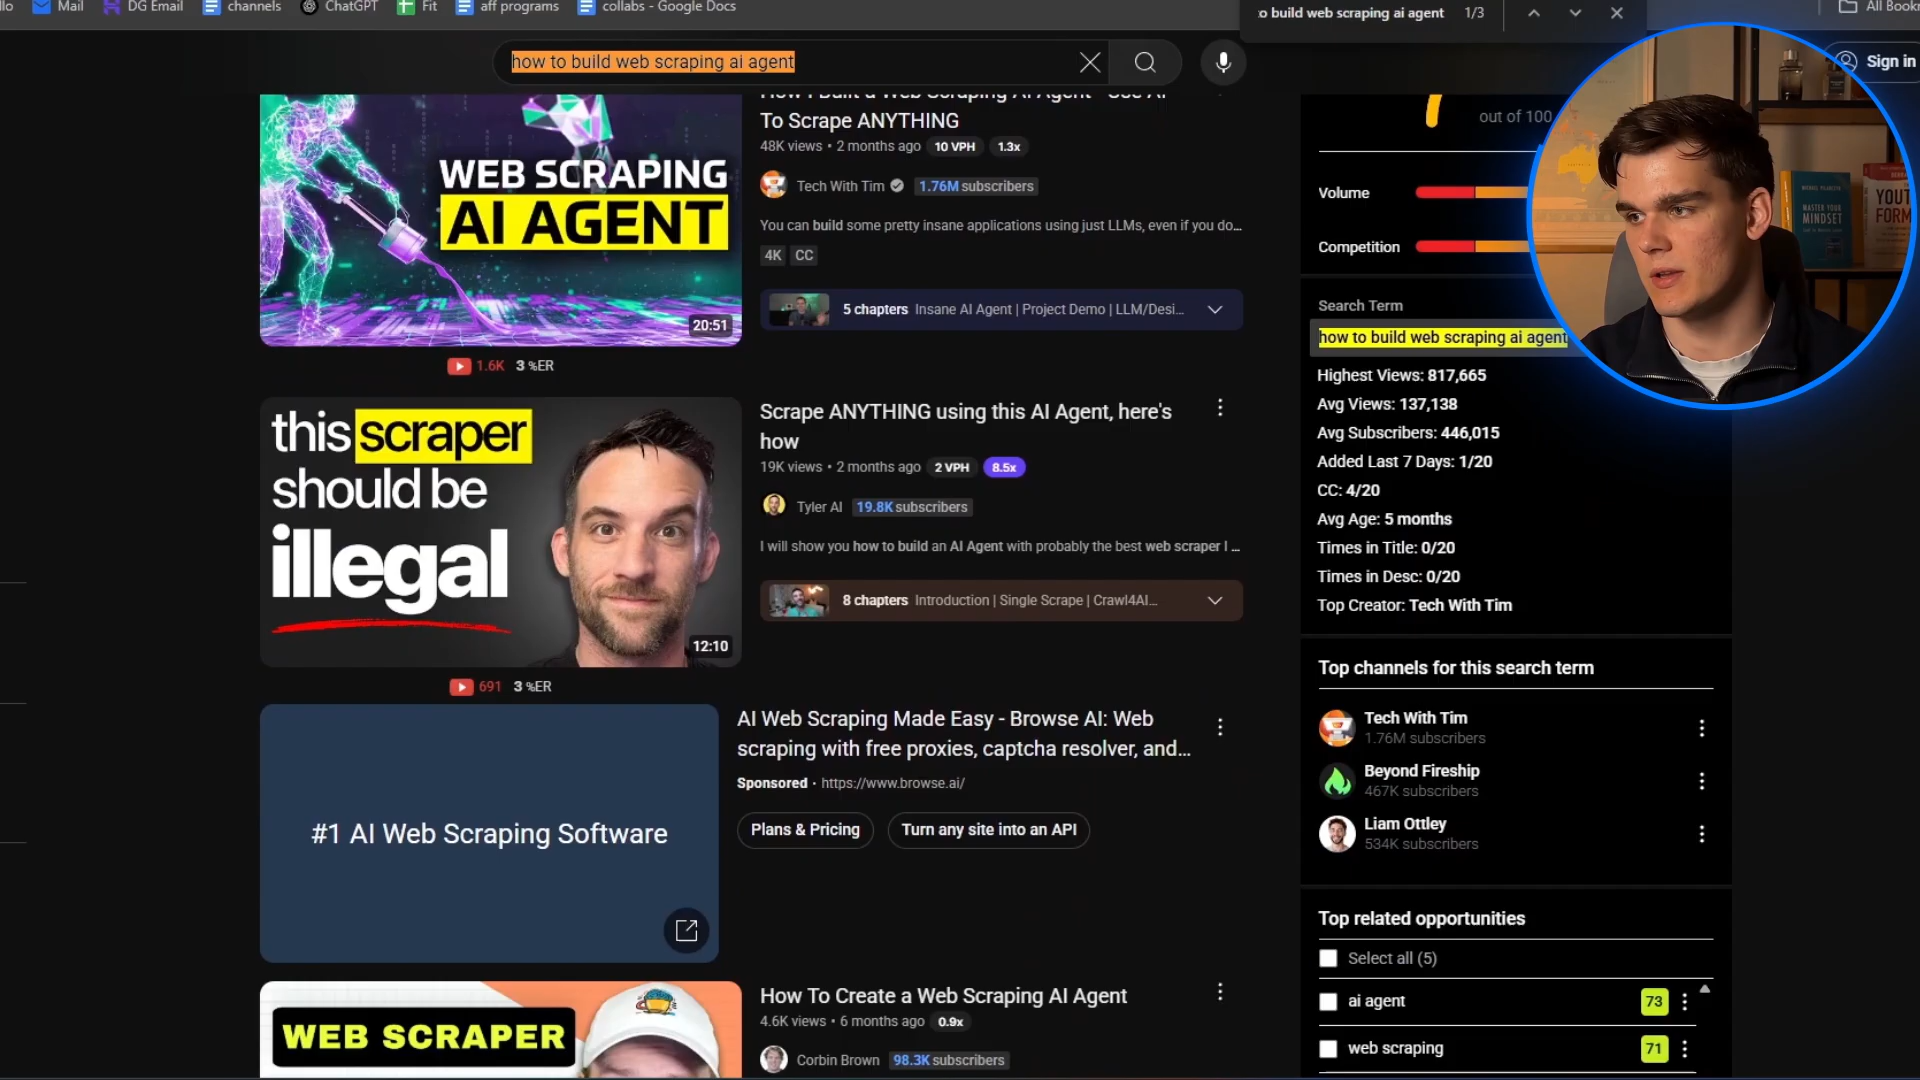 Mail
DG Email
channels
ChatGPT
Fit
aff programs
collabs - Google Docs
o build web scraping ai agent
1/3
how to build web scraping ai agent
Sign in
WEB SCRAPING
AI AGENT
20:51
1.6K 3 %ER
How I Built a Web Scraping AI Agent - Use AI
To Scrape ANYTHING
48K views • 2 months ago 10 VPH 1.3x
Tech With Tim 1.76M subscribers
You can build some pretty insane applications using just LLMs, even if you do...
4K CC
5 chapters Insane AI Agent | Project Demo | LLM/Desi...
this scraper
should be
illegal
12:10
691 3 %ER
Scrape ANYTHING using this AI Agent, here's
how
19K views • 2 months ago 2 VPH 8.5x
Tyler AI 19.8K subscribers
I will show you how to build an AI Agent with probably the best web scraper I ...
8 chapters Introduction | Single Scrape | Crawl4AI...
#1 AI Web Scraping Software
AI Web Scraping Made Easy - Browse AI: Web
scraping with free proxies, captcha resolver, and...
Sponsored · https://www.browse.ai/
Plans & Pricing
Turn any site into an API
WEB SCRAPER
How To Create a Web Scraping AI Agent
4.6K views • 6 months ago 0.9x
Corbin Brown 98.3K subscribers
out of 100
Volume
Competition
Search Term
how to build web scraping ai agent
Highest Views: 817,665
Avg Views: 137,138
Avg Subscribers: 446,015
Added Last 7 Days: 1/20
CC: 4/20
Avg Age: 5 months
Times in Title: 0/20
Times in Desc: 0/20
Top Creator: Tech With Tim
Top channels for this search term
Tech With Tim
1.76M subscribers
Beyond Fireship
467K subscribers
Liam Ottley
534K subscribers
Top related opportunities
Select all (5)
ai agent 73
web scraping 71
MASTER YOUR
MINDSET
YOUT
FORM